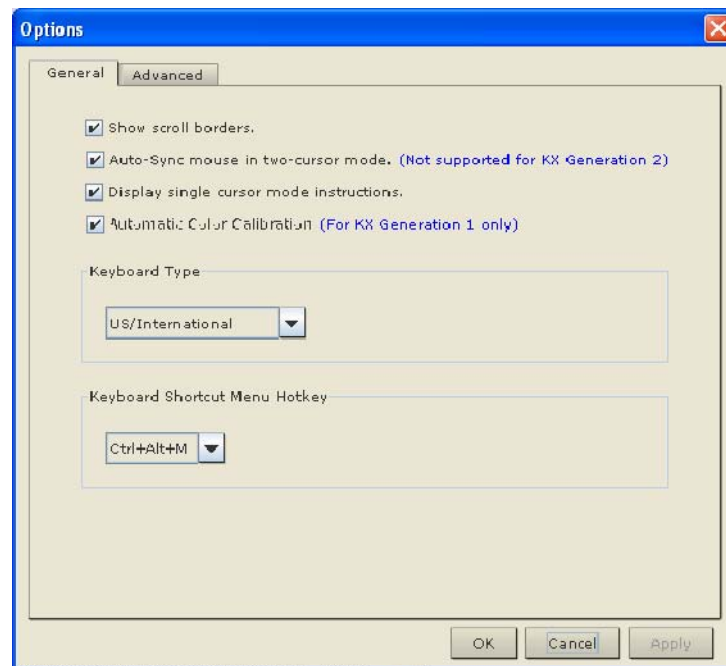 Options
General
Advanced
Show scroll borders.
Auto-Sync mouse in two-cursor mode. (Not supported for KX Generation 2)
Display single cursor mode instructions.
Automatic Color Calibration (For KX Generation 1 only)
Keyboard Type
US/International
Keyboard Shortcut Menu Hotkey
Ctrl+Alt+M
OK
Cancel
Apply